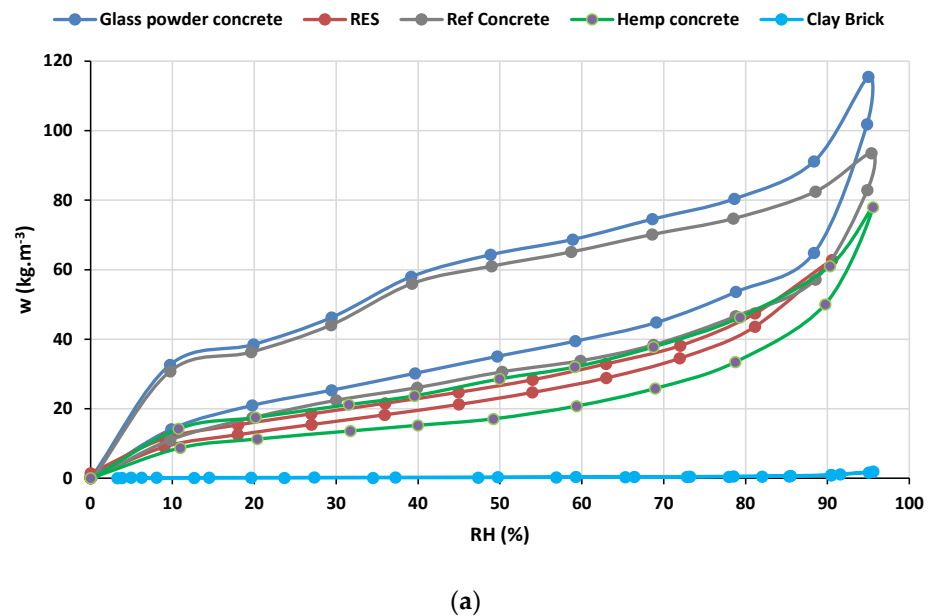 Glass powder concrete RES Ref Concrete Hemp concrete Clay Brick
120
100
80
60
40
20
0
w (kg.m-³)
0 10 20 30 40 50 60 70 80 90 100
RH (%)
(a)